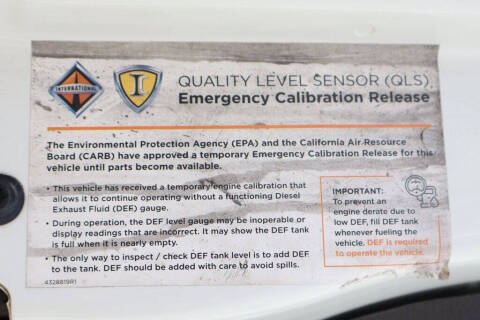 INTERNATIONAL
I
QUALITY LEVEL SENSOR (QLS)
Emergency Calibration Release
The Environmental Protection Agency (EPA) and the California Air Resource
Board (CARB) have approved a temporary Emergency Calibration Release for this
vehicle until parts become available.
• This vehicle has received a temporary engine calibration that
allows it to continue operating without a functioning Diesel
Exhaust Fluid (DEF) gauge.
• During operation, the DEF level gauge may be inoperable or
display readings that are incorrect. It may show the DEF tank
is full when it is nearly empty.
• The only way to inspect / check DEF tank level is to add DEF
to the tank. DEF should be added with care to avoid spills.
IMPORTANT:
To prevent an
engine derate due to
low DEF, fill DEF tank
whenever fueling the
vehicle. DEF is required
to operate the vehicle.
4328819R1